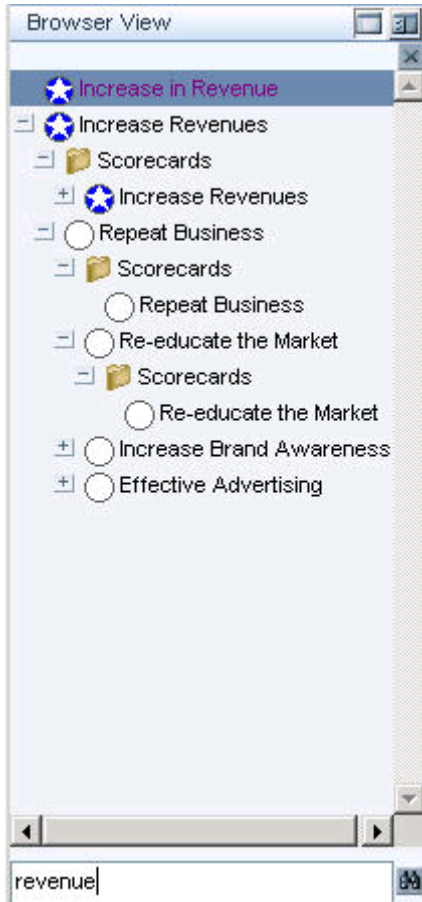 Browser View
Increase in Revenue
Increase Revenues
Scorecards
Increase Revenues
Repeat Business
Scorecards
Repeat Business
Re-educate the Market
Scorecards
Re-educate the Market
Increase Brand Awareness
Effective Advertising
revenue